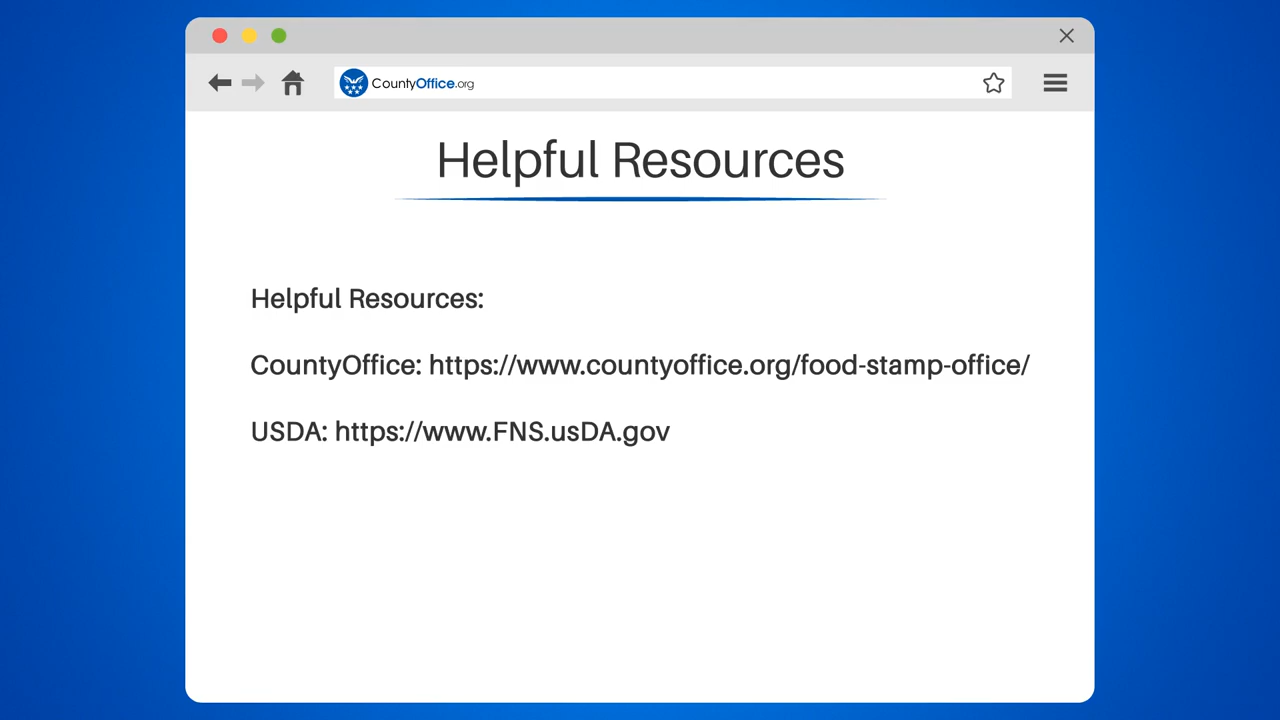 CountyOffice.org
Helpful Resources
Helpful Resources:
CountyOffice: https://www.countyoffice.org/food-stamp-office/
USDA: https://www.FNS.usDA.gov